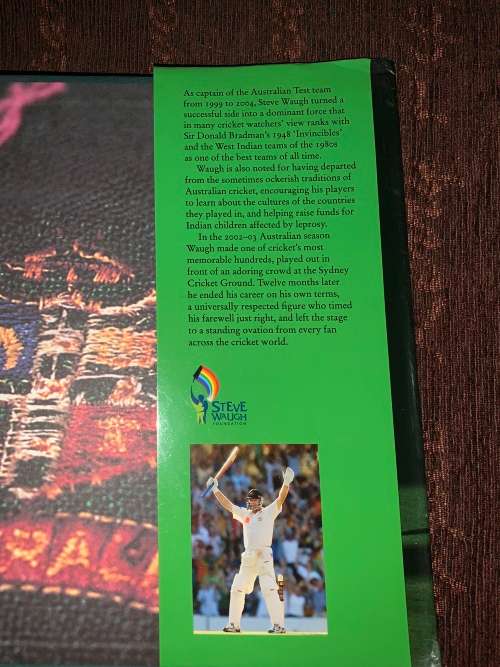 As captain of the Australian Test team
from 1999 to 2004, Steve Waugh turned a
successful side into a dominant force that
in many cricket watchers' view ranks with
Sir Donald Bradman's 1948 'Invincibles'
and the West Indian teams of the 1980s
as one of the best teams of all time.
Waugh is also noted for having departed
from the sometimes ockerish traditions of
Australian cricket, encouraging his players
to learn about the cultures of the countries
they played in, and helping raise funds for
Indian children affected by leprosy.
In the 2002–03 Australian season
Waugh made one of cricket's most
memorable hundreds, played out in
front of an adoring crowd at the Sydney
Cricket Ground. Twelve months later
he ended his career on his own terms,
a universally respected figure who timed
his farewell just right, and left the stage
to a standing ovation from every fan
across the cricket world.
STEVE
WAUGH
FOUNDATION
RALI